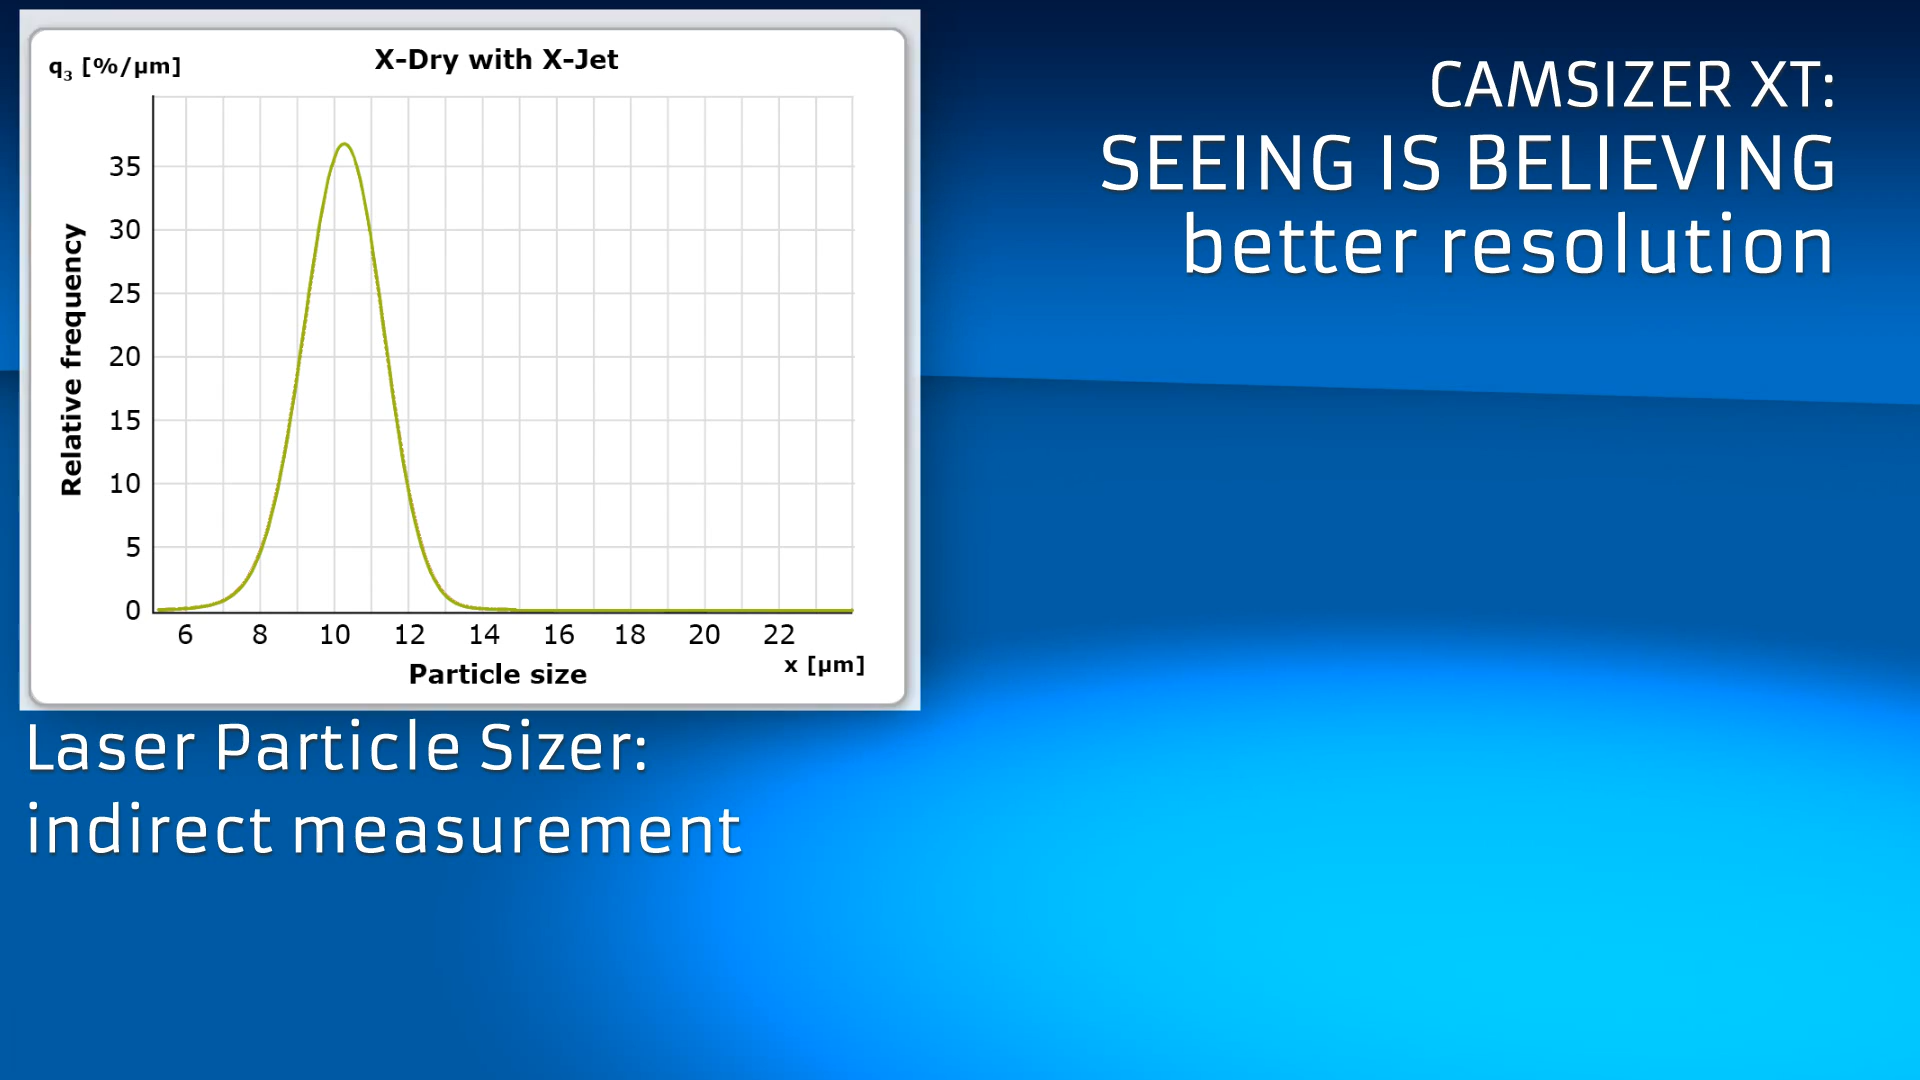 X-Dry with X-Jet
q₃ [%/μm]
35
30
25
20
15
10
5
0
Relative frequency
6 8 10 12 14 16 18 20 22
x [μm]
Particle size
CAMSIZER XT:
SEEING IS BELIEVING
better resolution
Laser Particle Sizer:
indirect measurement